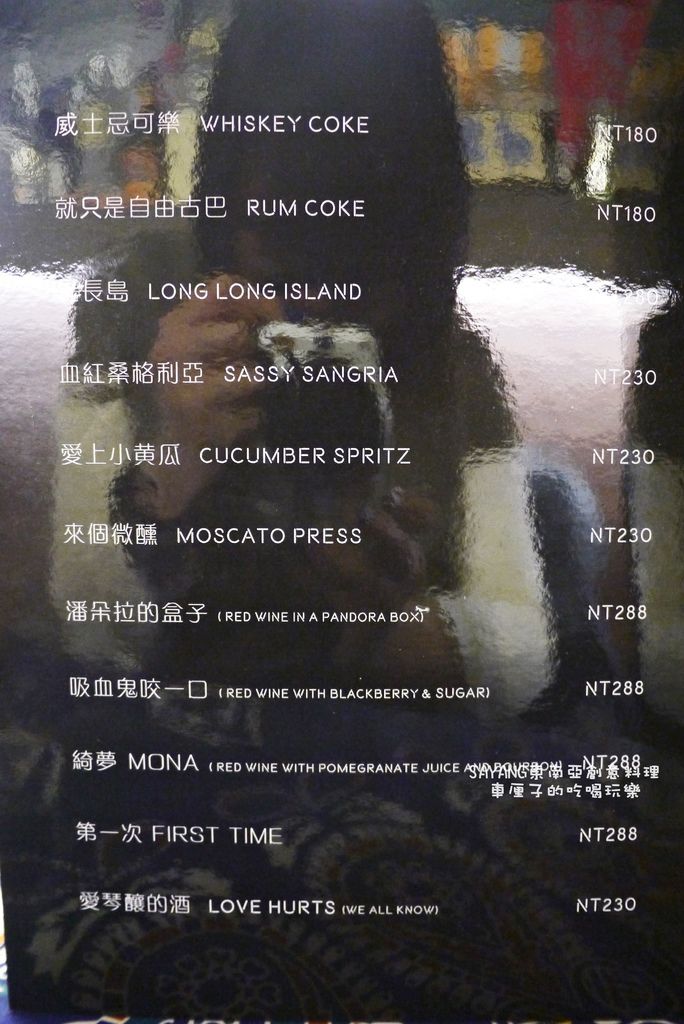 威士忌可樂 WHISKEY COKE NT180
就只是自由古巴 RUM COKE NT180
長島 LONG LONG ISLAND
血紅桑格利亞 SASSY SANGRIA NT230
愛上小黃瓜 CUCUMBER SPRITZ NT230
來個微醺 MOSCATO PRESS NT230
潘朵拉的盒子 (RED WINE IN A PANDORA BOX) NT288
吸血鬼咬一口 (RED WINE WITH BLACKBERRY & SUGAR) NT288
綺夢 MONA (RED WINE WITH POMEGRANATE JUICE AND BOURBON) NT288
SAYANG東南亞創意料理
車厘子的吃喝玩樂
第一次 FIRST TIME NT288
愛琴釀的酒 LOVE HURTS (WE ALL KNOW) NT230